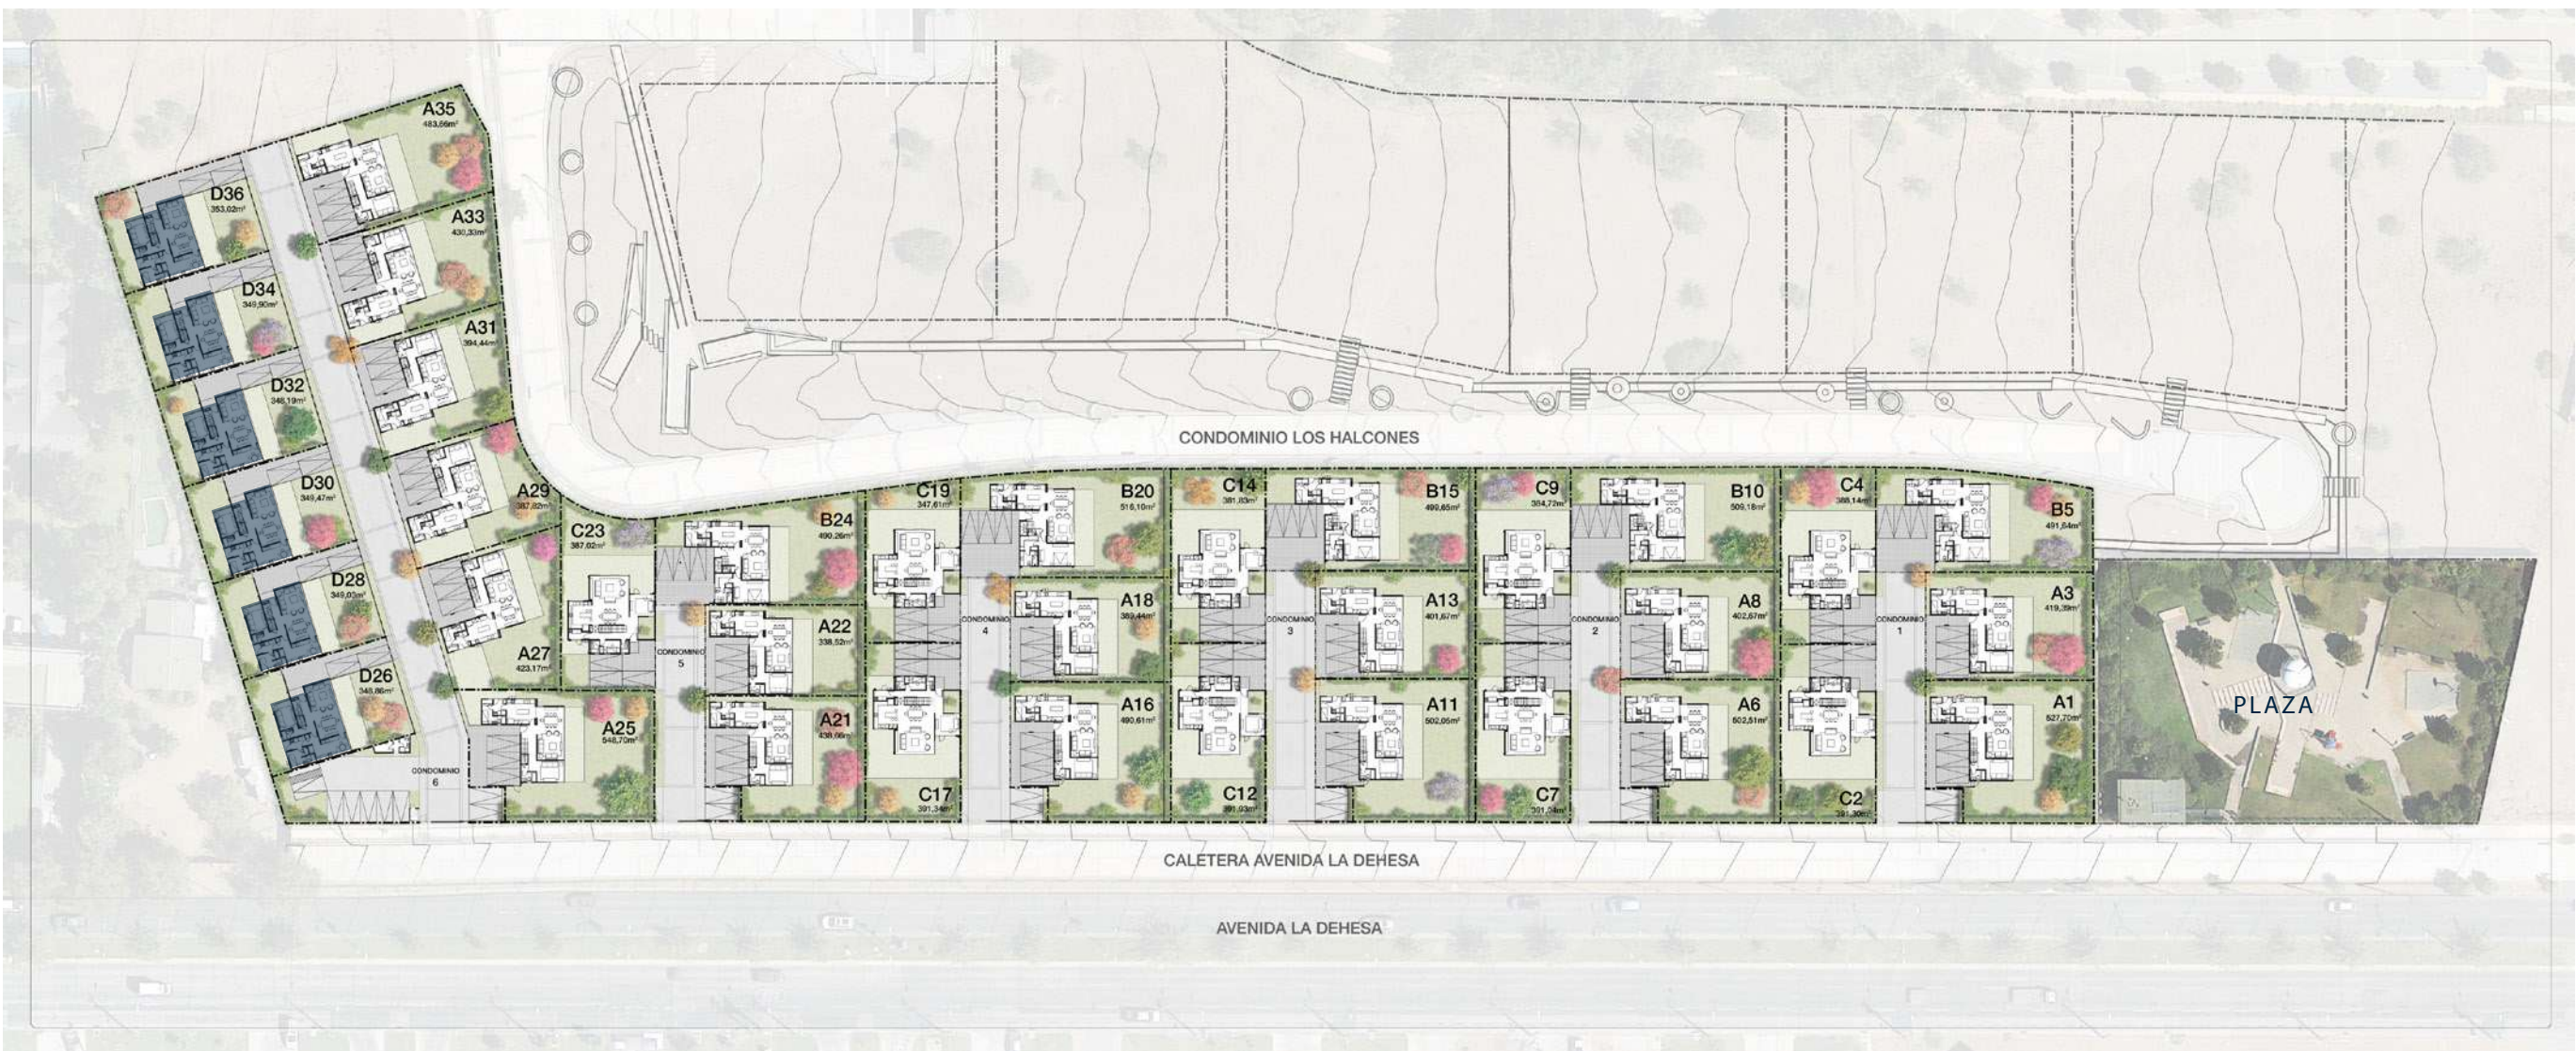 A35
483,66m²
D36
353,02m²
A33
430,33m²
D34
349,90m²
A31
394,44m²
D32
348,19m²
D30
349,47m²
A29
387,82m²
D28
349,03m²
A27
423,17m²
D26
348,86m²
A25
548,70m²
CONDOMINIO
6
C23
387,02m²
B24
490,26m²
A22
338,52m²
CONDOMINIO
5
A21
438,66m²
CONDOMINIO LOS HALCONES
C19
347,61m²
B20
516,10m²
A18
389,44m²
CONDOMINIO
4
A16
490,61m²
C17
391,34m²
C14
381,83m²
B15
499,65m²
A13
401,67m²
CONDOMINIO
3
A11
502,05m²
C12
391,93m²
C9
384,72m²
B10
509,18m²
A8
402,67m²
CONDOMINIO
2
A6
502,51m²
C7
391,04m²
C4
388,14m²
B5
491,64m²
A3
419,39m²
CONDOMINIO
1
A1
527,70m²
C2
391,30m²
PLAZA
CALETERA AVENIDA LA DEHESA
AVENIDA LA DEHESA